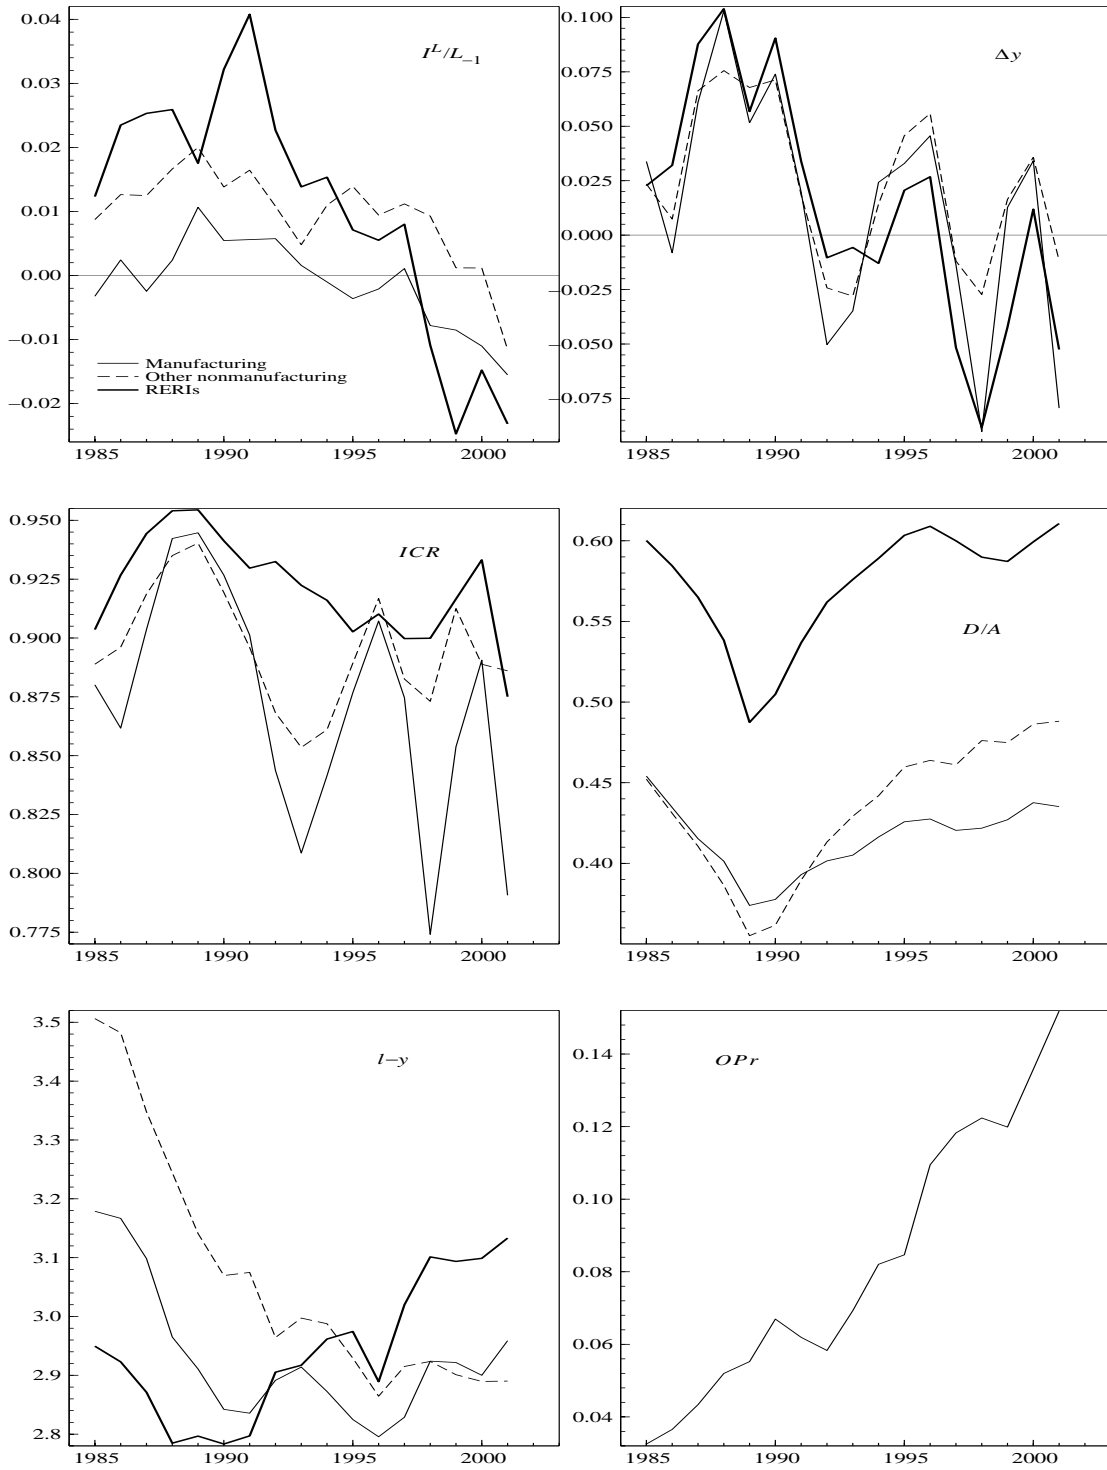 0.04
0.03
0.02
0.01
0.00
−0.01
−0.02
I^L/L_{−1}
Manufacturing
Other nonmanufacturing
RERIs
1985 1990 1995 2000
0.100
0.075
0.050
0.025
0.000
−0.025
−0.050
−0.075
Δy
1985 1990 1995 2000
0.950
0.925
0.900
0.875
0.850
0.825
0.800
0.775
ICR
1985 1990 1995 2000
0.60
0.55
0.50
0.45
0.40
D/A
1985 1990 1995 2000
3.5
3.4
3.3
3.2
3.1
3.0
2.9
2.8
l−y
1985 1990 1995 2000
0.14
0.12
0.10
0.08
0.06
0.04
OPr
1985 1990 1995 2000